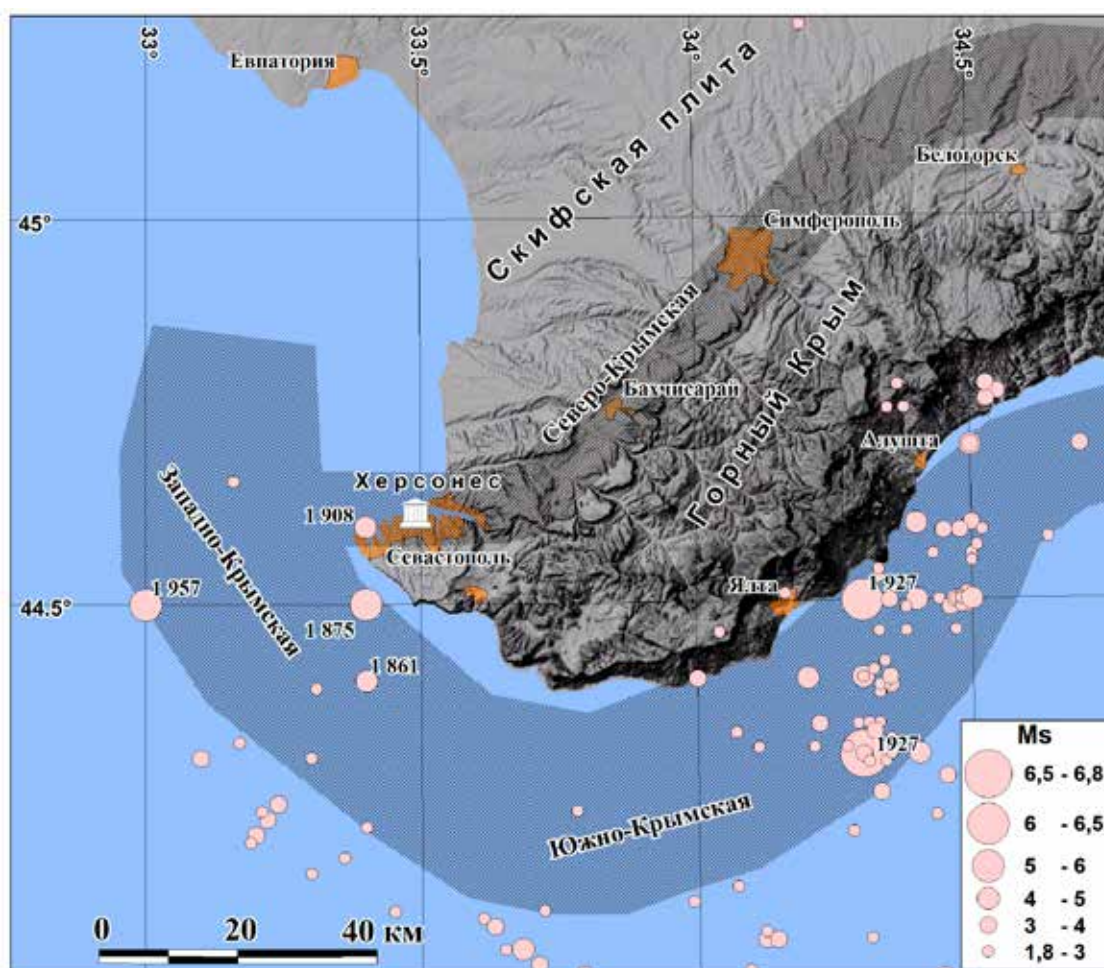 33°
33.5°
34°
34.5°
Евпатория
Скифская плита
Белогорск
45°
Симферополь
Северо-Крымская
Бахчисарай
Горный Крым
Алушта
Херсонес
1 908
Западно-Крымская
Севастополь
1 957
44.5°
Ялта
1 927
1 875
1 861
1927
Южно-Крымская
Ms
6,5 - 6,8
6 - 6,5
5 - 6
4 - 5
3 - 4
1,8 - 3
0 20 40 км